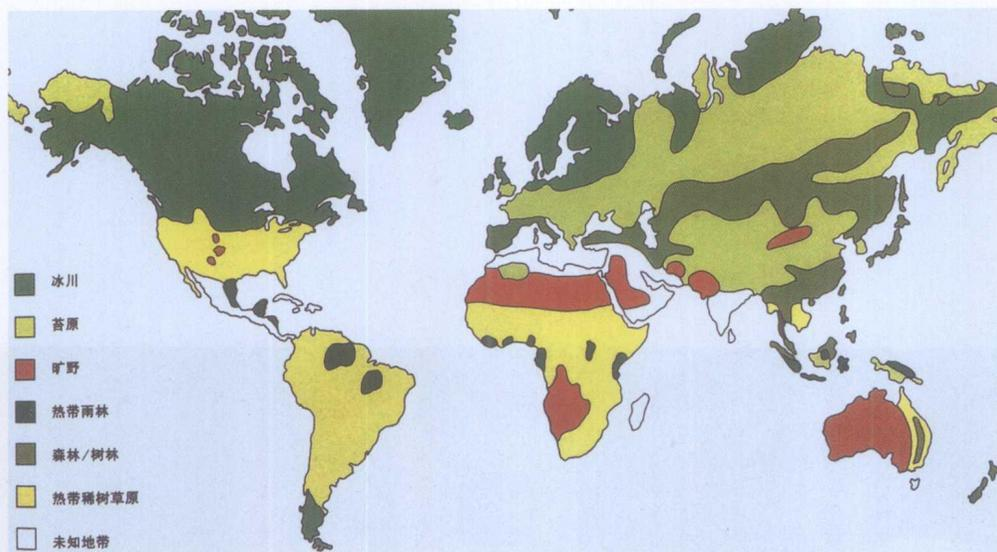 冰川
苔原
旷野
热带雨林
森林/树林
热带稀树草原
未知地带